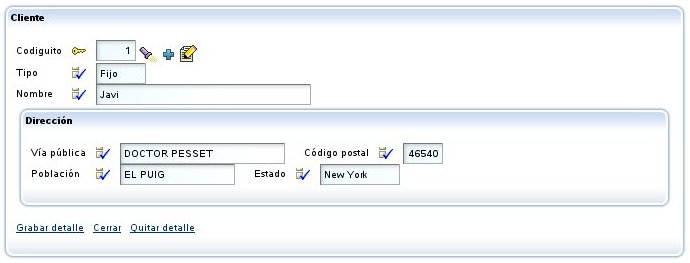 Cliente
Codiguito 1
Tipo Fijo
Nombre Javi
Dirección
Vía pública DOCTOR PESSET Código postal 46540
Población EL PUIG Estado New York
Grabar detalle Cerrar Quitar detalle